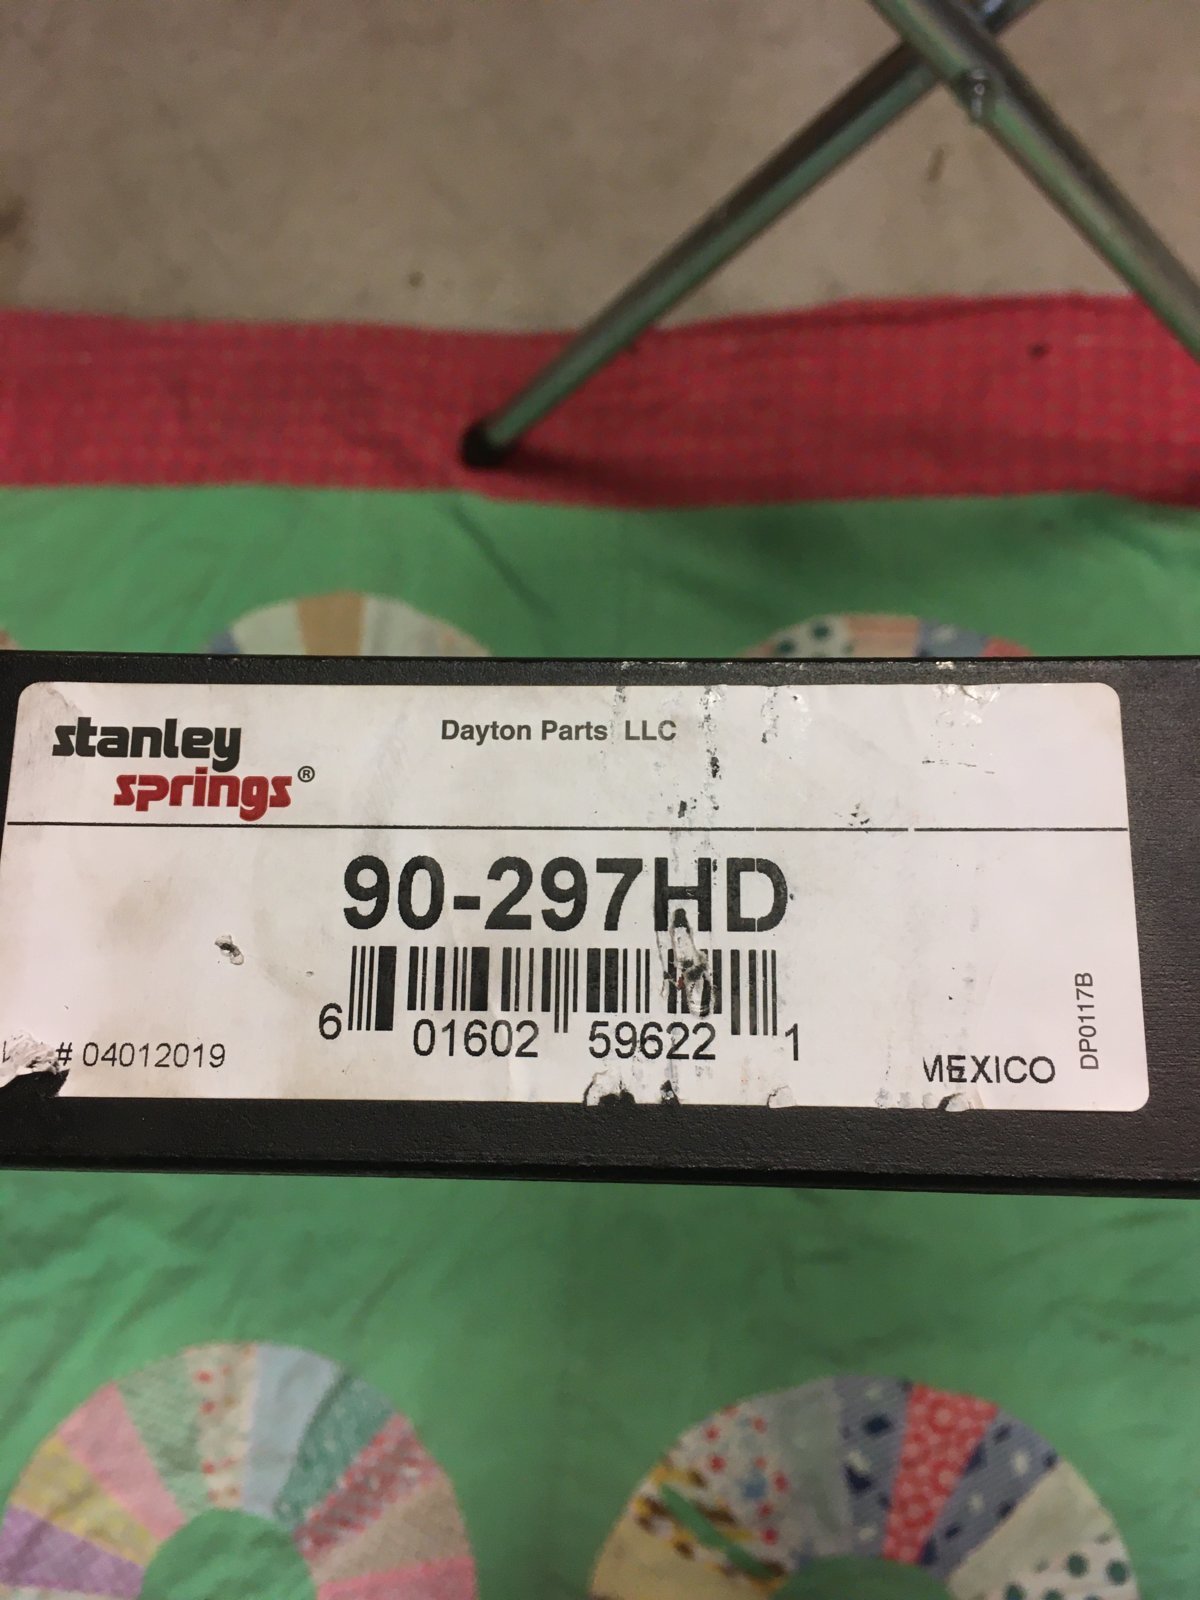 stanley
springs®
Dayton Parts LLC
90-297HD
6 01602 59622 1
# 04012019
MEXICO
DP0117B